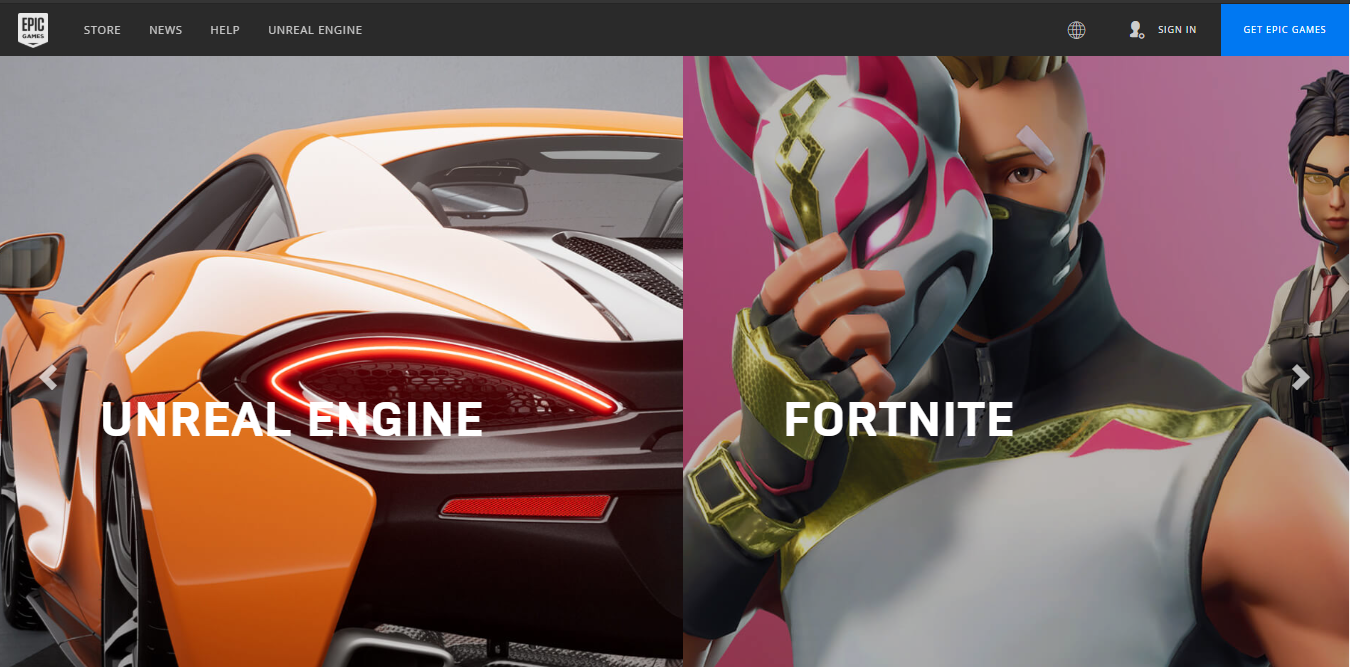 EPIC
GAMES
STORE NEWS HELP UNREAL ENGINE SIGN IN GET EPIC GAMES
UNREAL ENGINE FORTNITE